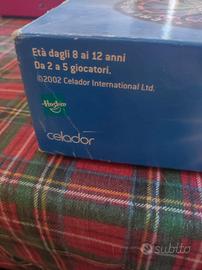 Età dagli 8 ai 12 anni
Da 2 a 5 giocatori.
©2002 Celador International Ltd.
Hasbro
celador
subito